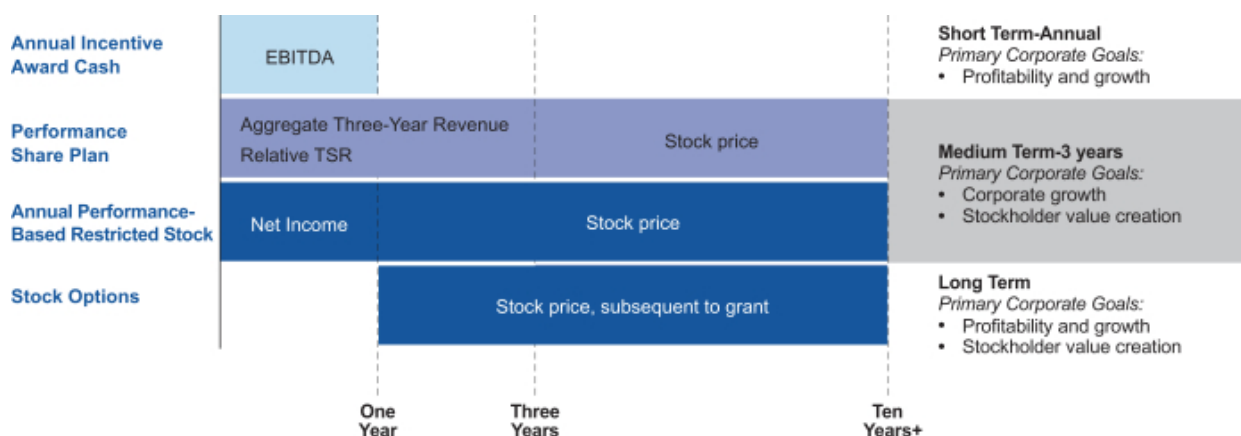 Annual Incentive
Award Cash
EBITDA
Short Term-Annual
Primary Corporate Goals:
• Profitability and growth
Performance
Share Plan
Aggregate Three-Year Revenue
Relative TSR
Stock price
Medium Term-3 years
Primary Corporate Goals:
• Corporate growth
• Stockholder value creation
Annual Performance-
Based Restricted Stock
Net Income
Stock price
Stock Options
Stock price, subsequent to grant
Long Term
Primary Corporate Goals:
• Profitability and growth
• Stockholder value creation
One
Year
Three
Years
Ten
Years+